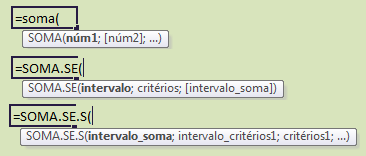 =soma(
SOMA(núm1; [núm2]; ...)
=SOMA.SE(
SOMA.SE(intervalo; critérios; [intervalo_soma])
=SOMA.SE.S(
SOMA.SE.S(intervalo_soma; intervalo_critérios1; critérios1; ...)